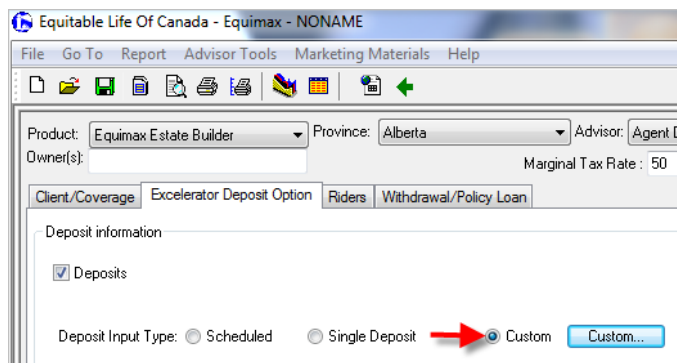 Equitable Life Of Canada - Equimax - NONAME
File Go To Report Advisor Tools Marketing Materials Help
Product: Equimax Estate Builder Province: Alberta Advisor: Agent
Owner(s): Marginal Tax Rate : 50
Client/Coverage Excelerator Deposit Option Riders Withdrawal/Policy Loan
Deposit information
Deposits
Deposit Input Type: Scheduled Single Deposit Custom Custom...